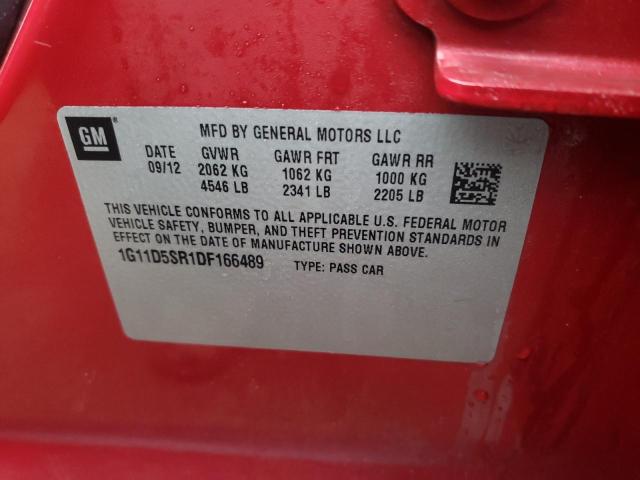 GM®
MFD BY GENERAL MOTORS LLC
DATE GVWR GAWR FRT GAWR RR
09/12 2062 KG 1062 KG 1000 KG
4546 LB 2341 LB 2205 LB
THIS VEHICLE CONFORMS TO ALL APPLICABLE U.S. FEDERAL MOTOR
VEHICLE SAFETY, BUMPER, AND THEFT PREVENTION STANDARDS IN
EFFECT ON THE DATE OF MANUFACTURE SHOWN ABOVE.
1G11D5SR1DF166489 TYPE: PASS CAR